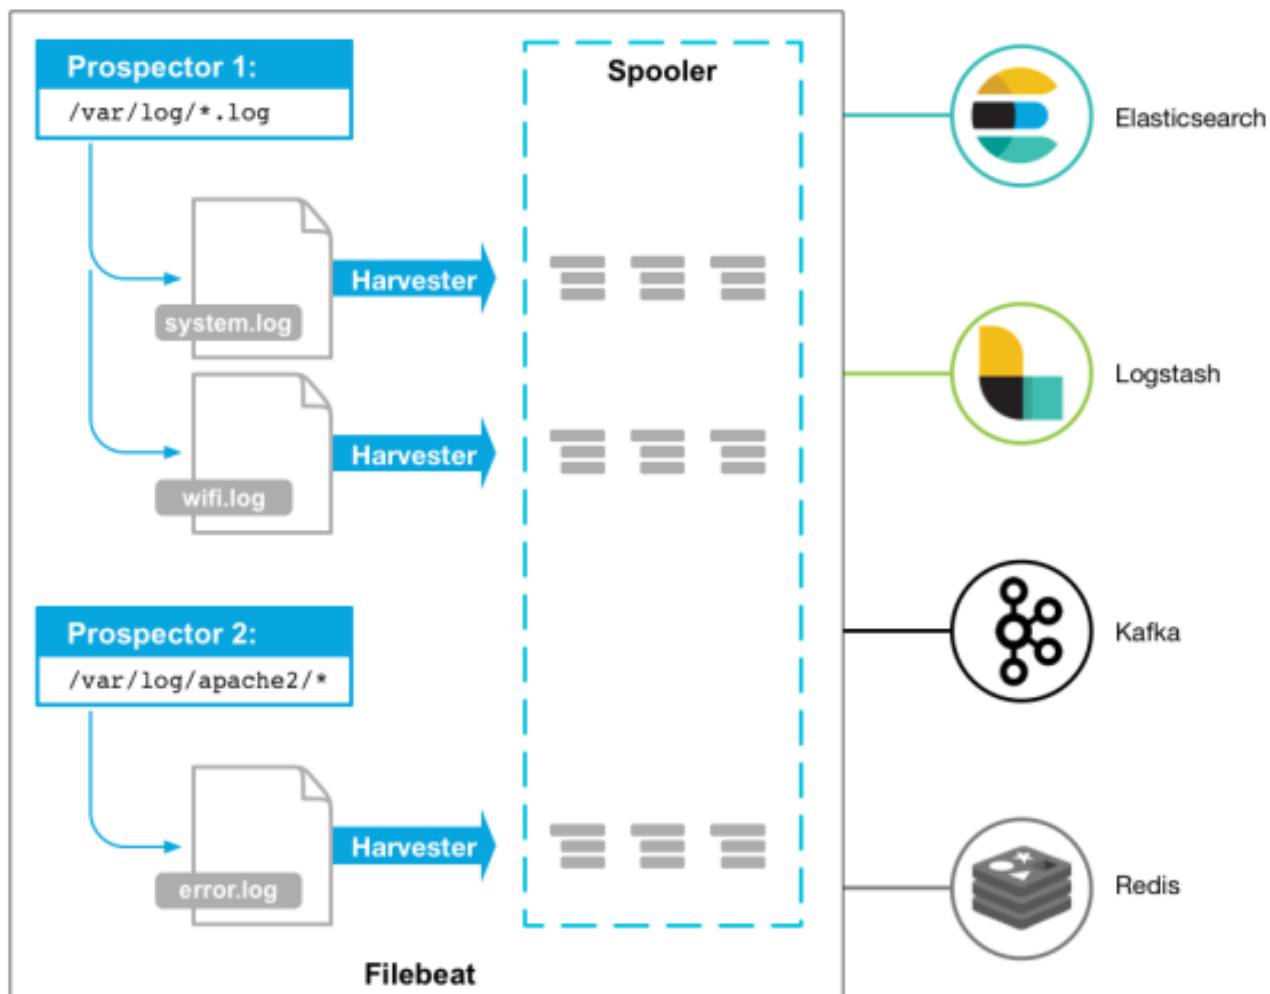 Prospector 1:
/var/log/*.log
Spooler
system.log
Harvester
wifi.log
Harvester
Prospector 2:
/var/log/apache2/*
error.log
Harvester
Filebeat
Elasticsearch
Logstash
Kafka
Redis